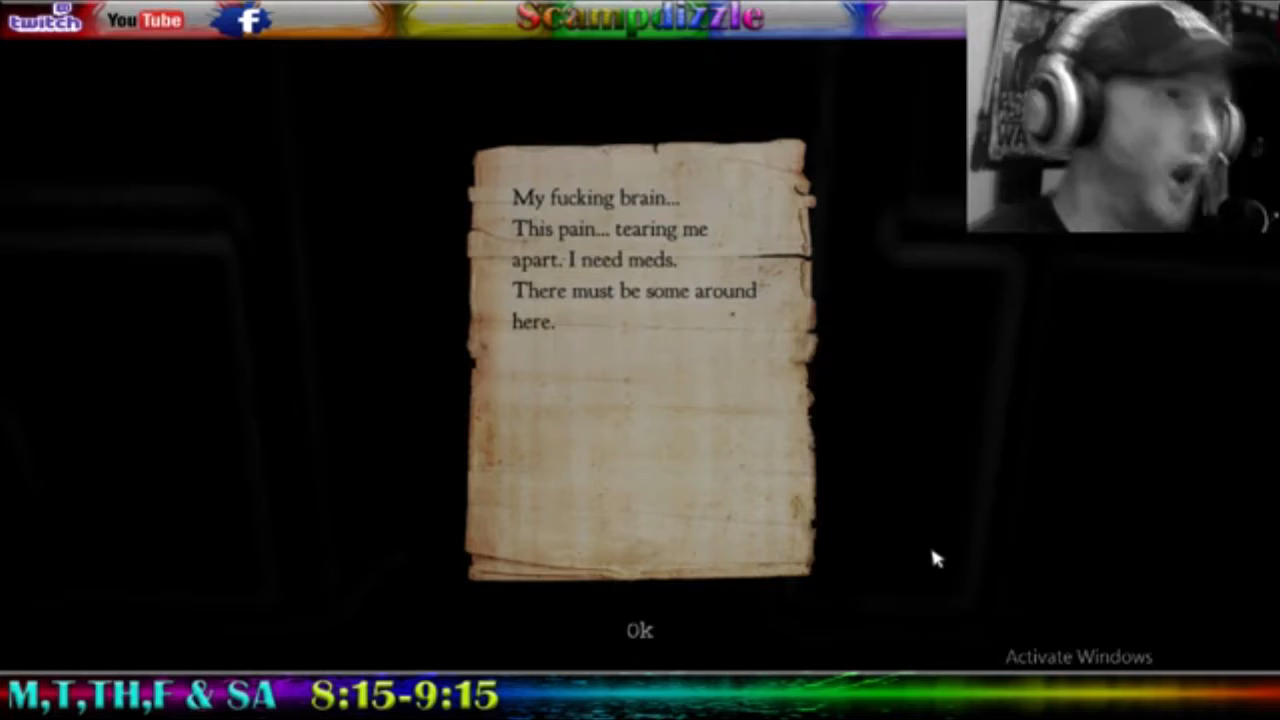 twitch
You Tube
f
Scampdizzle
My fucking brain...
This pain... tearing me
apart. I need meds.
There must be some around
here.
Ok
Activate Windows
M,T,TH,F & SA 8:15-9:15